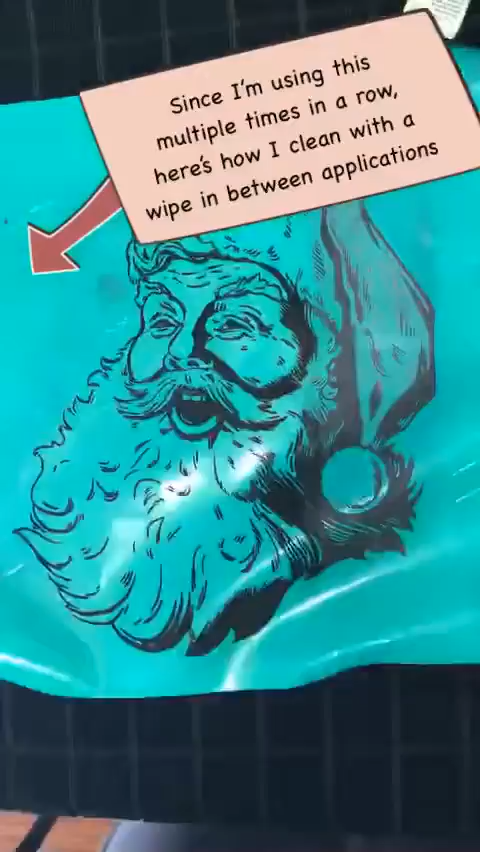 Since I'm using this
multiple times in a row,
here's how I clean with a
wipe in between applications